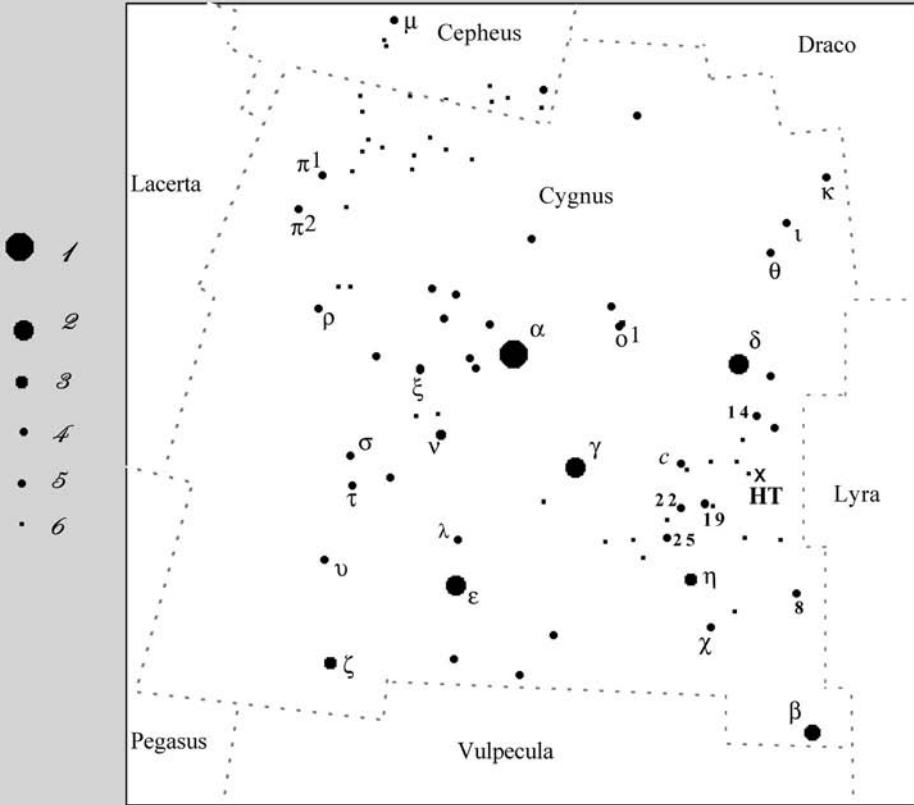 μ
Cepheus
Draco
Lacerta
π1
κ
Cygnus
π2
ι
θ
1
ρ
α
ο1
δ
2
ξ
3
14
ν
σ
γ
c
4
x
HT
τ
Lyra
5
22
19
6
λ
25
υ
ε
η
8
χ
ζ
β
Pegasus
Vulpecula